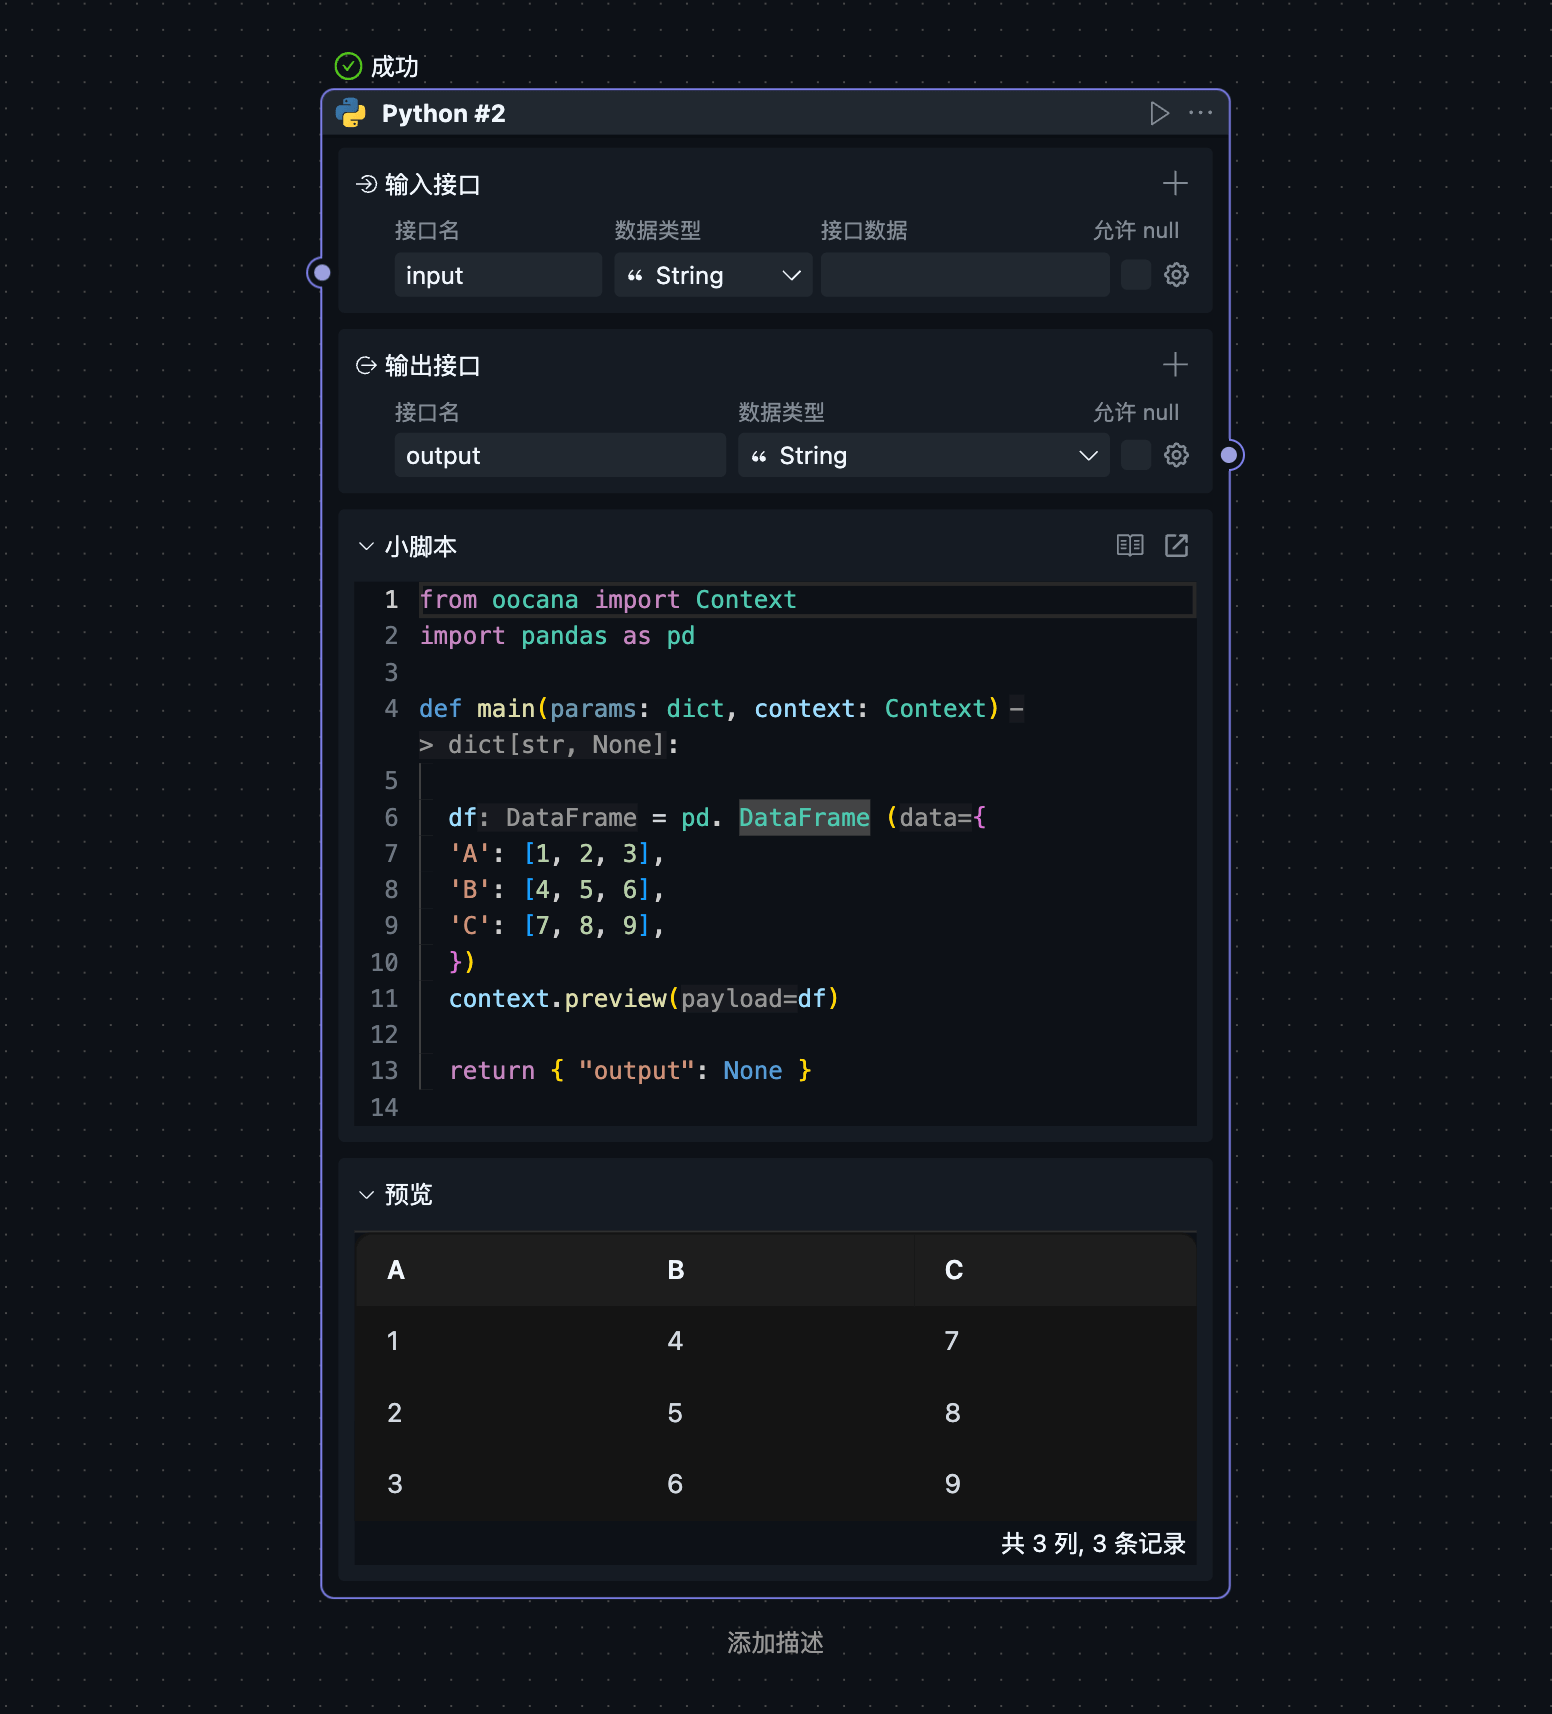 成功
Python #2
输入接口
接口名 数据类型 接口数据 允许 null
input “ String
输出接口
接口名 数据类型 允许 null
output “ String
小脚本
1 from oocana import Context
2 import pandas as pd
3
4 def main(params: dict, context: Context) -
> dict[str, None]:
5
6 df: DataFrame = pd. DataFrame (data={
7 'A': [1, 2, 3],
8 'B': [4, 5, 6],
9 'C': [7, 8, 9],
10 })
11 context.preview(payload=df)
12
13 return { "output": None }
14
预览
A B C
1 4 7
2 5 8
3 6 9
共 3 列, 3 条记录
添加描述